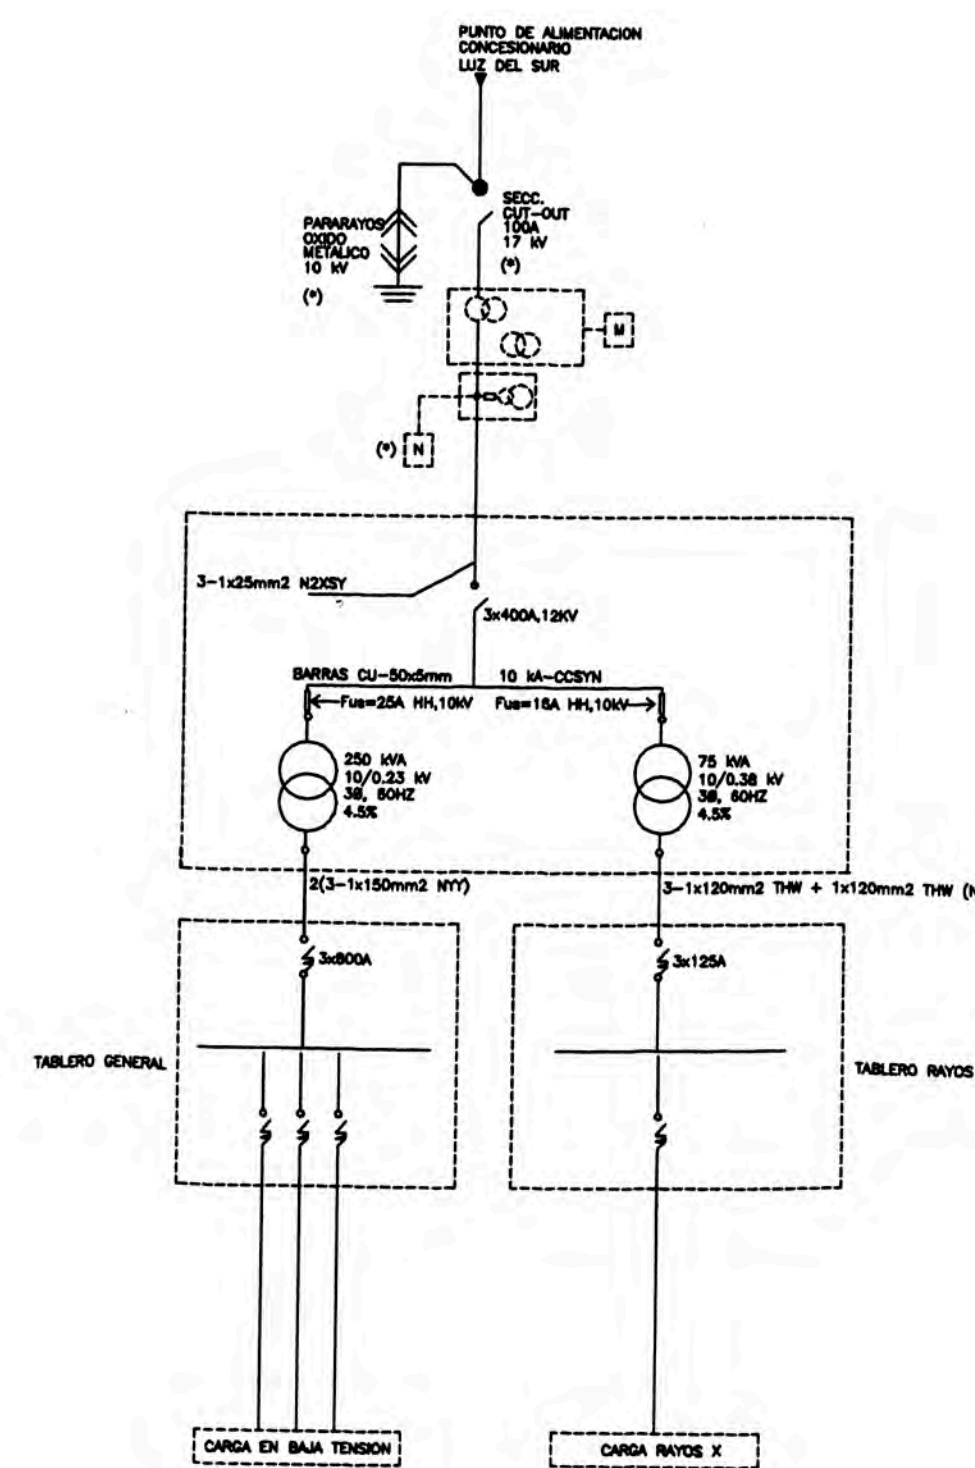 PUNTO DE ALIMENTACION
CONCESIONARIO
LUZ DEL SUR
PARARAYOS
OXIDO
METALICO
10 kV
(*)
SECC.
CUT-OUT
100A
17 kV
(*)
M
(*)
N
3-1x25mm2 N2XSY
3x400A,12KV
BARRAS CU-50x5mm
10 kA-CCSYN
Fus=25A HH,10kV
Fus=16A HH,10kV
250 kVA
10/0.23 kV
3Ø, 60HZ
4.5%
75 kVA
10/0.38 kV
3Ø, 60HZ
4.5%
2(3-1x150mm2 NYY)
3-1x120mm2 THW + 1x120mm2 THW (N
3x800A
3x125A
TABLERO GENERAL
TABLERO RAYOS
CARGA EN BAJA TENSION
CARGA RAYOS X